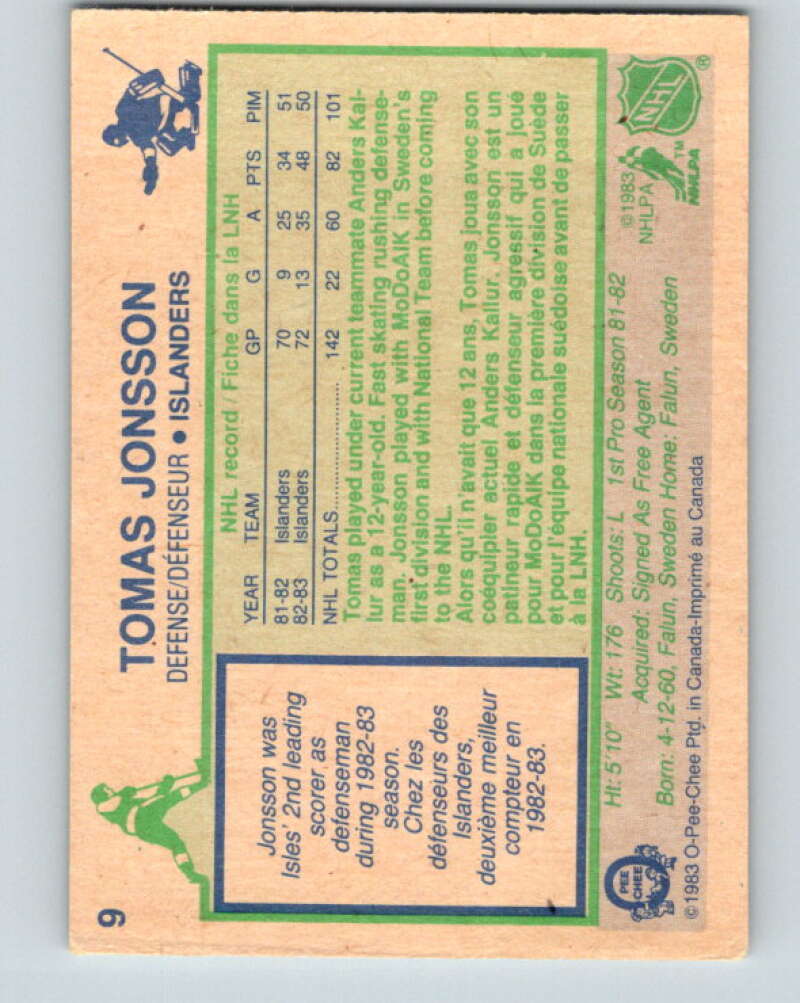 9
TOMAS JONSSON
DEFENSE/DÉFENSEUR • ISLANDERS
Jonsson was
Isles' 2nd leading
scorer as
defenseman
during 1982-83
season.
Chez les
défenseurs des
Islanders,
deuxième meilleur
compteur en
1982-83.
NHL record / Fiche dans la LNH
YEAR TEAM GP G A PTS PIM
81-82 Islanders 70 9 25 34 51
82-83 Islanders 72 13 35 48 50
NHL TOTALS.................... 142 22 60 82 101
Tomas played under current teammate Anders Kal-
lur as a 12-year-old. Fast skating rushing defense-
man. Jonsson played with MoDoAIK in Sweden's
first division and with National Team before coming
to the NHL.
Alors qu'il n'avait que 12 ans, Tomas joua avec son
coéquipier actuel Anders Kallur. Jonsson est un
patineur rapide et défenseur agressif qui a joué
pour MoDoAIK dans la première division de Suède
et pour l'équipe nationale suédoise avant de passer
à la LNH.
Ht: 5'10" Wt: 176 Shoots: L 1st Pro Season 81-82
Acquired: Signed As Free Agent
Born: 4-12-60, Falun, Sweden Home: Falun, Sweden
PEE
CHEE
©1983
NHLPA
NHL
®
NHLPA
™
©1983 O-Pee-Chee Ptd. in Canada-Imprimé au Canada